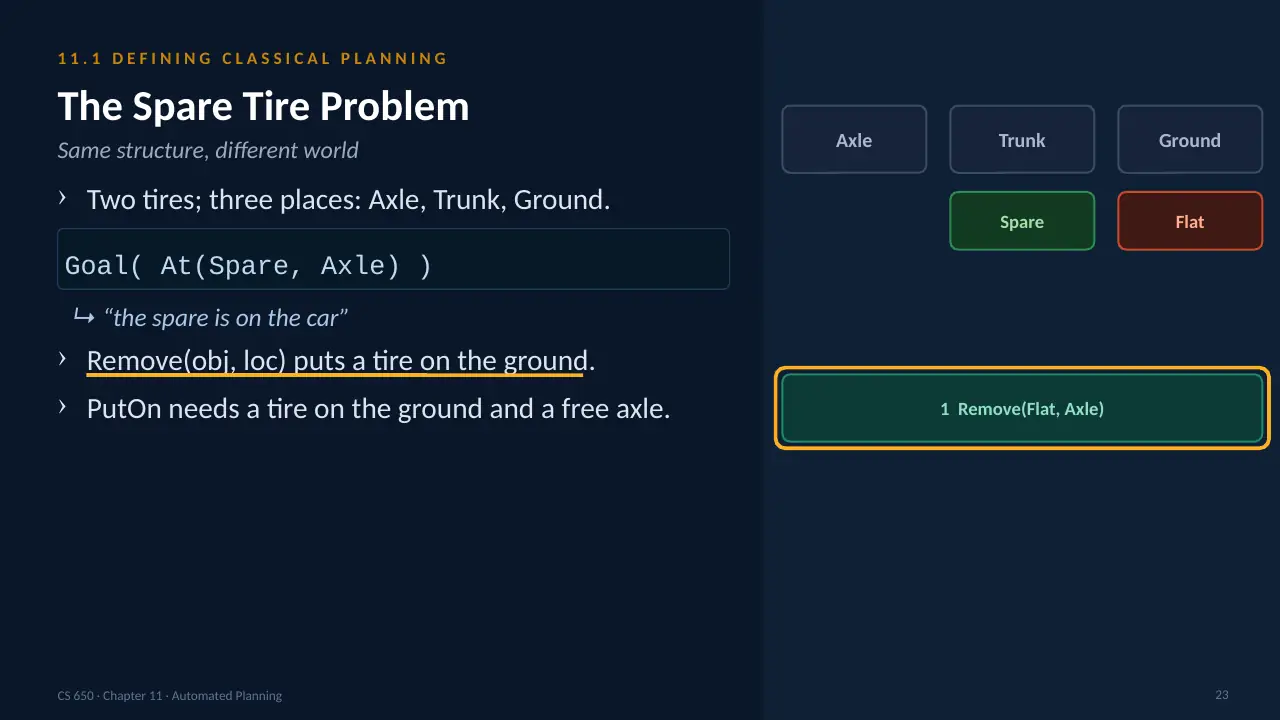 11.1 DEFINING CLASSICAL PLANNING
The Spare Tire Problem
Same structure, different world
› Two tires; three places: Axle, Trunk, Ground.
Goal( At(Spare, Axle) )
↪ “the spare is on the car”
› Remove(obj, loc) puts a tire on the ground.
› PutOn needs a tire on the ground and a free axle.
Axle Trunk Ground
Spare Flat
1 Remove(Flat, Axle)
CS 650 · Chapter 11 · Automated Planning
23